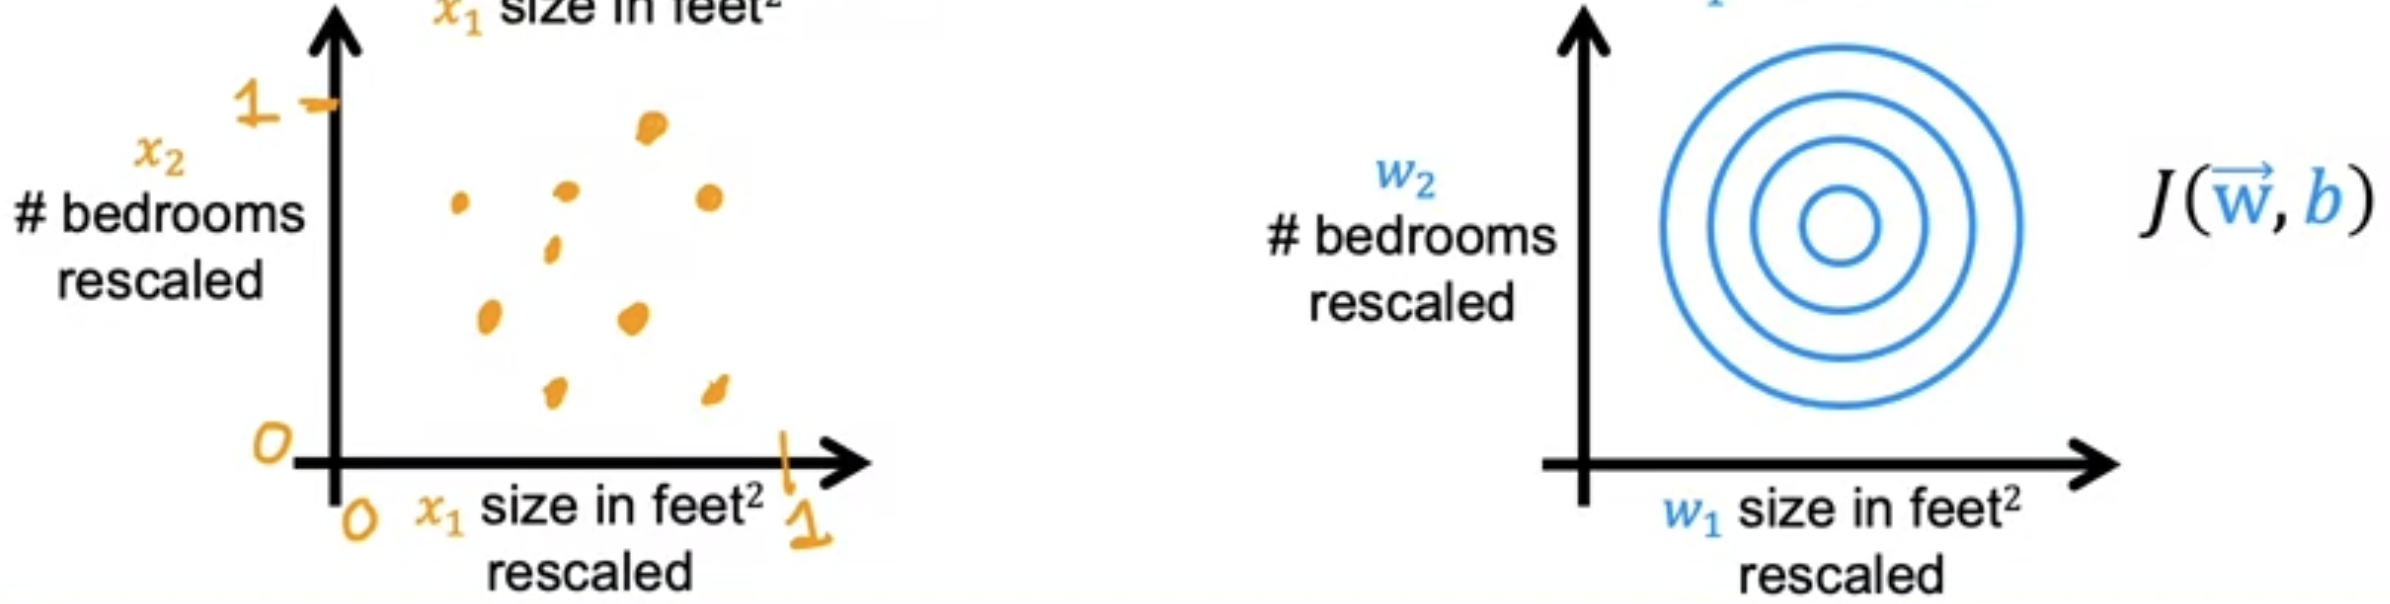 x₁ size in feet²
1
x₂
# bedrooms
rescaled
0
0 x₁ size in feet² 1
rescaled
w₂
# bedrooms
rescaled
J(w⃗, b)
w₁ size in feet²
rescaled